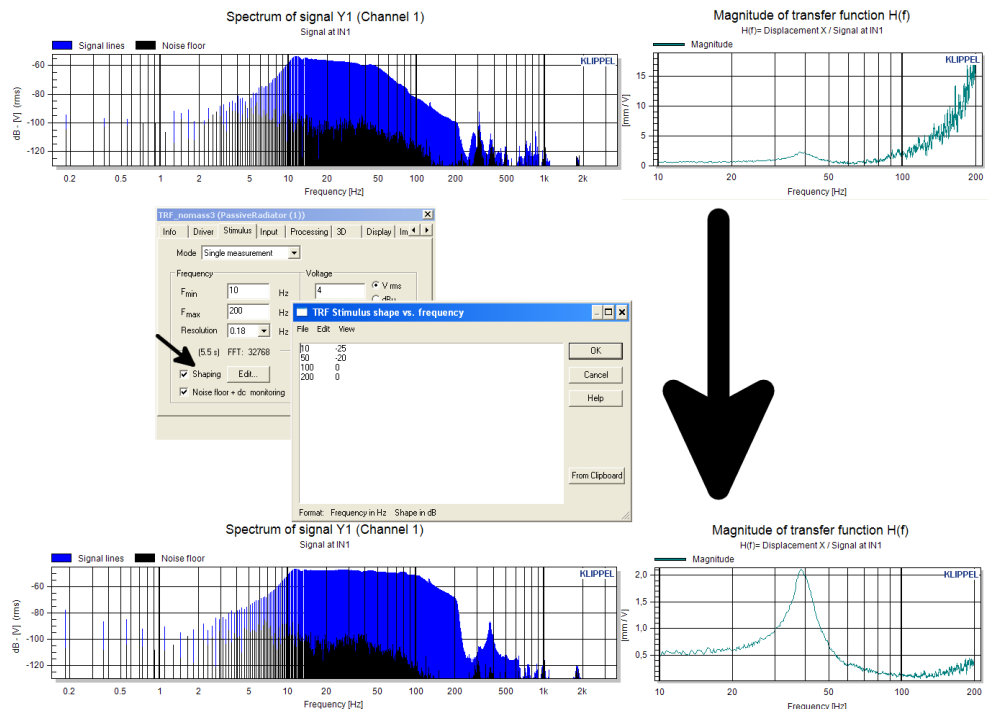 Spectrum of signal Y1 (Channel 1)
Signal at IN1
Signal lines Noise floor
KLIPPEL
dB - [V] (rms)
-60
-80
-100
-120
0.2 0.5 1 2 5 10 20 50 100 200 500 1k 2k
Frequency [Hz]
Magnitude of transfer function H(f)
H(f)= Displacement X / Signal at IN1
Magnitude
KLIPPEL
[mm / V]
15
10
5
0
10 20 50 100 200
Frequency [Hz]
TRF_nomass3 (PassiveRadiator (1))
Info Driver Stimulus Input Processing 3D Display Im
Mode Single measurement
Frequency
Fmin 10 Hz
Fmax 200 Hz
Resolution 0.18 Hz
(5.5 s) FFT: 32768
Shaping Edit...
Noise floor + dc monitoring
Voltage
4
V rms
dBu
TRF Stimulus shape vs. frequency
File Edit View
10 -25
50 -20
100 0
200 0
OK
Cancel
Help
From Clipboard
Format: Frequency in Hz Shape in dB
Spectrum of signal Y1 (Channel 1)
Signal at IN1
Signal lines Noise floor
KLIPPEL
dB - [V] (rms)
-60
-80
-100
-120
0.2 0.5 1 2 5 10 20 50 100 200 500 1k 2k
Frequency [Hz]
Magnitude of transfer function H(f)
H(f)= Displacement X / Signal at IN1
Magnitude
KLIPPEL
[mm / V]
2,0
1,5
1,0
0,5
10 20 50 100 200
Frequency [Hz]